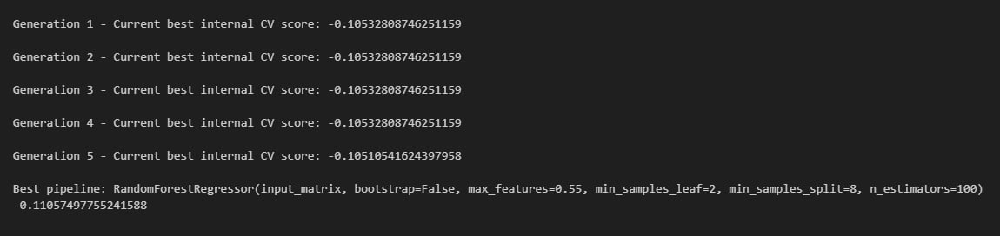 Generation 1 - Current best internal CV score: -0.10532808746251159
Generation 2 - Current best internal CV score: -0.10532808746251159
Generation 3 - Current best internal CV score: -0.10532808746251159
Generation 4 - Current best internal CV score: -0.10532808746251159
Generation 5 - Current best internal CV score: -0.10510541624397958
Best pipeline: RandomForestRegressor(input_matrix, bootstrap=False, max_features=0.55, min_samples_leaf=2, min_samples_split=8, n_estimators=100)
-0.11057497755241588